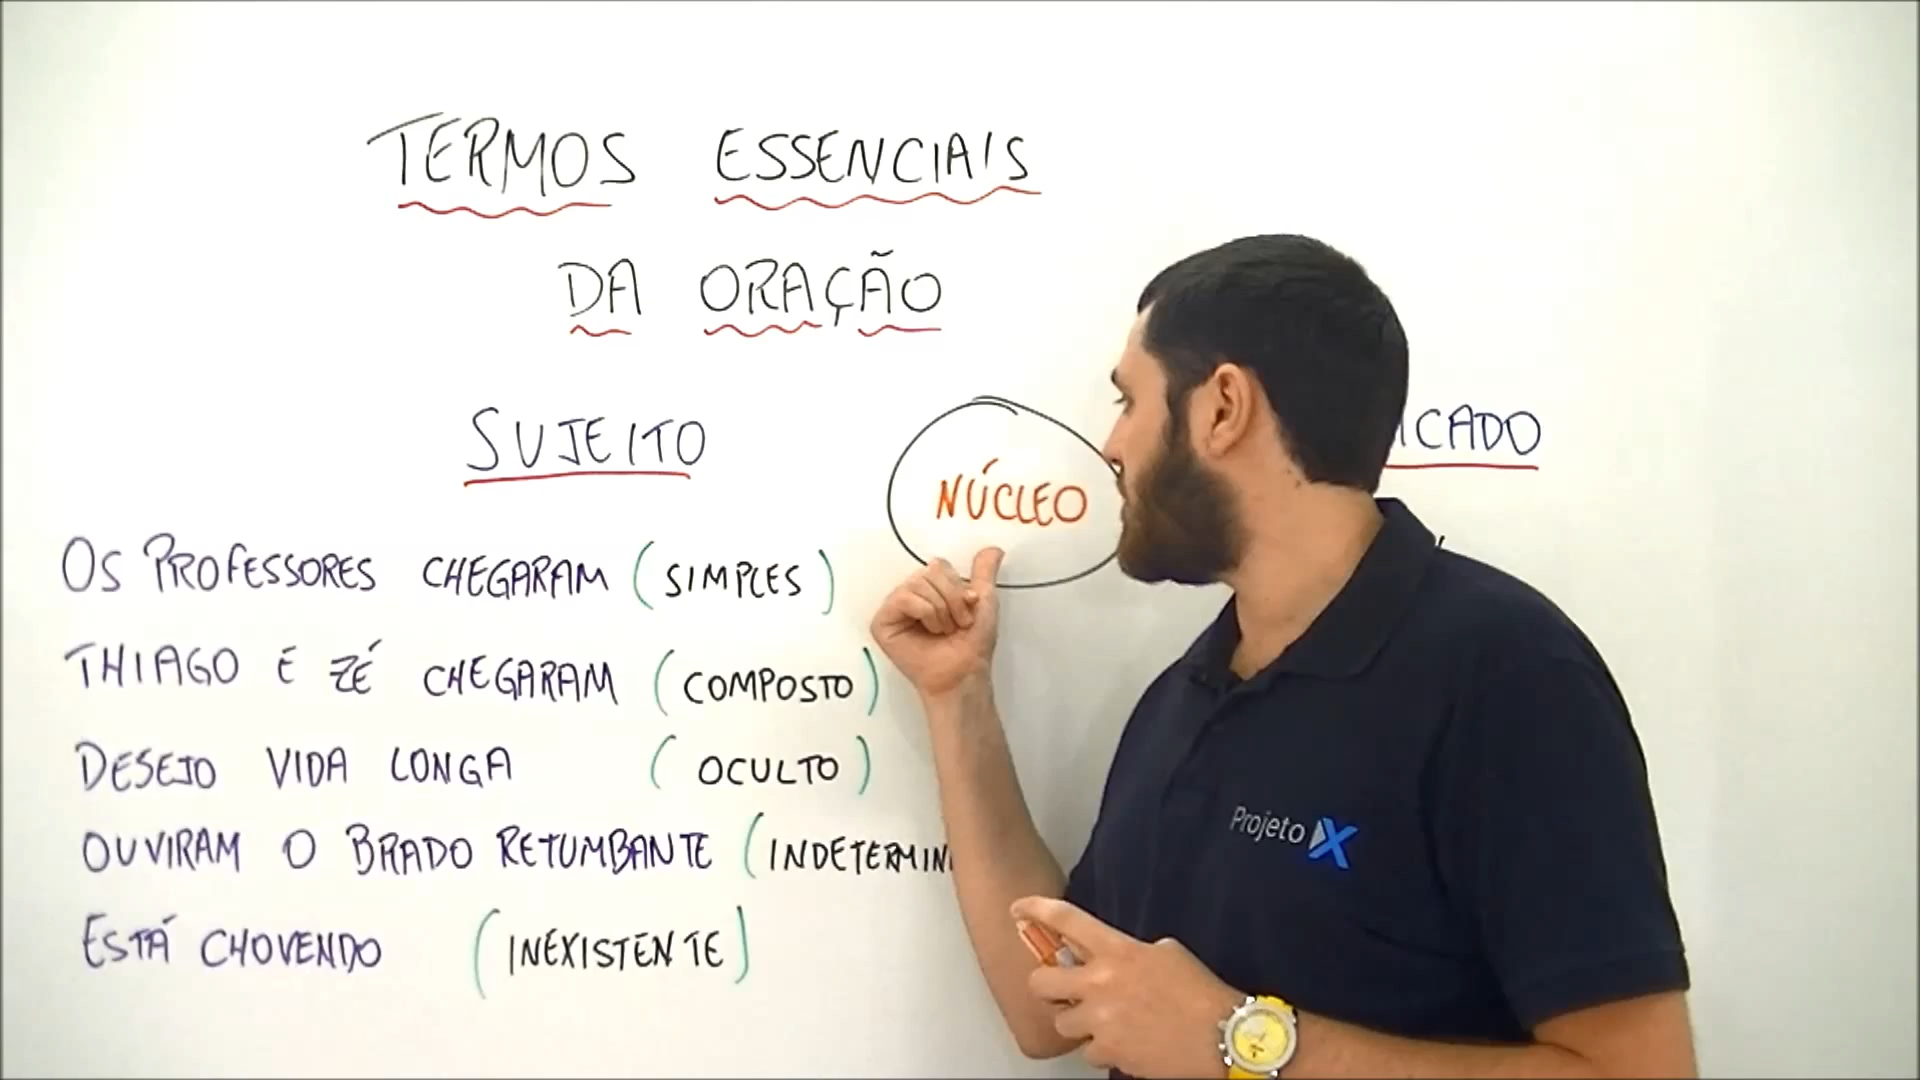 TERMOS ESSENCIAIS
DA ORAÇÃO
SUJEITO
NÚCLEO
ICADO
OS PROFESSORES CHEGARAM (SIMPLES)
THIAGO E ZÉ CHEGARAM (COMPOSTO)
DESEJO VIDA LONGA (OCULTO)
OUVIRAM O BRADO RETUMBANTE (INDETERMIN
ESTÁ CHOVENDO (INEXISTENTE)
Projeto X